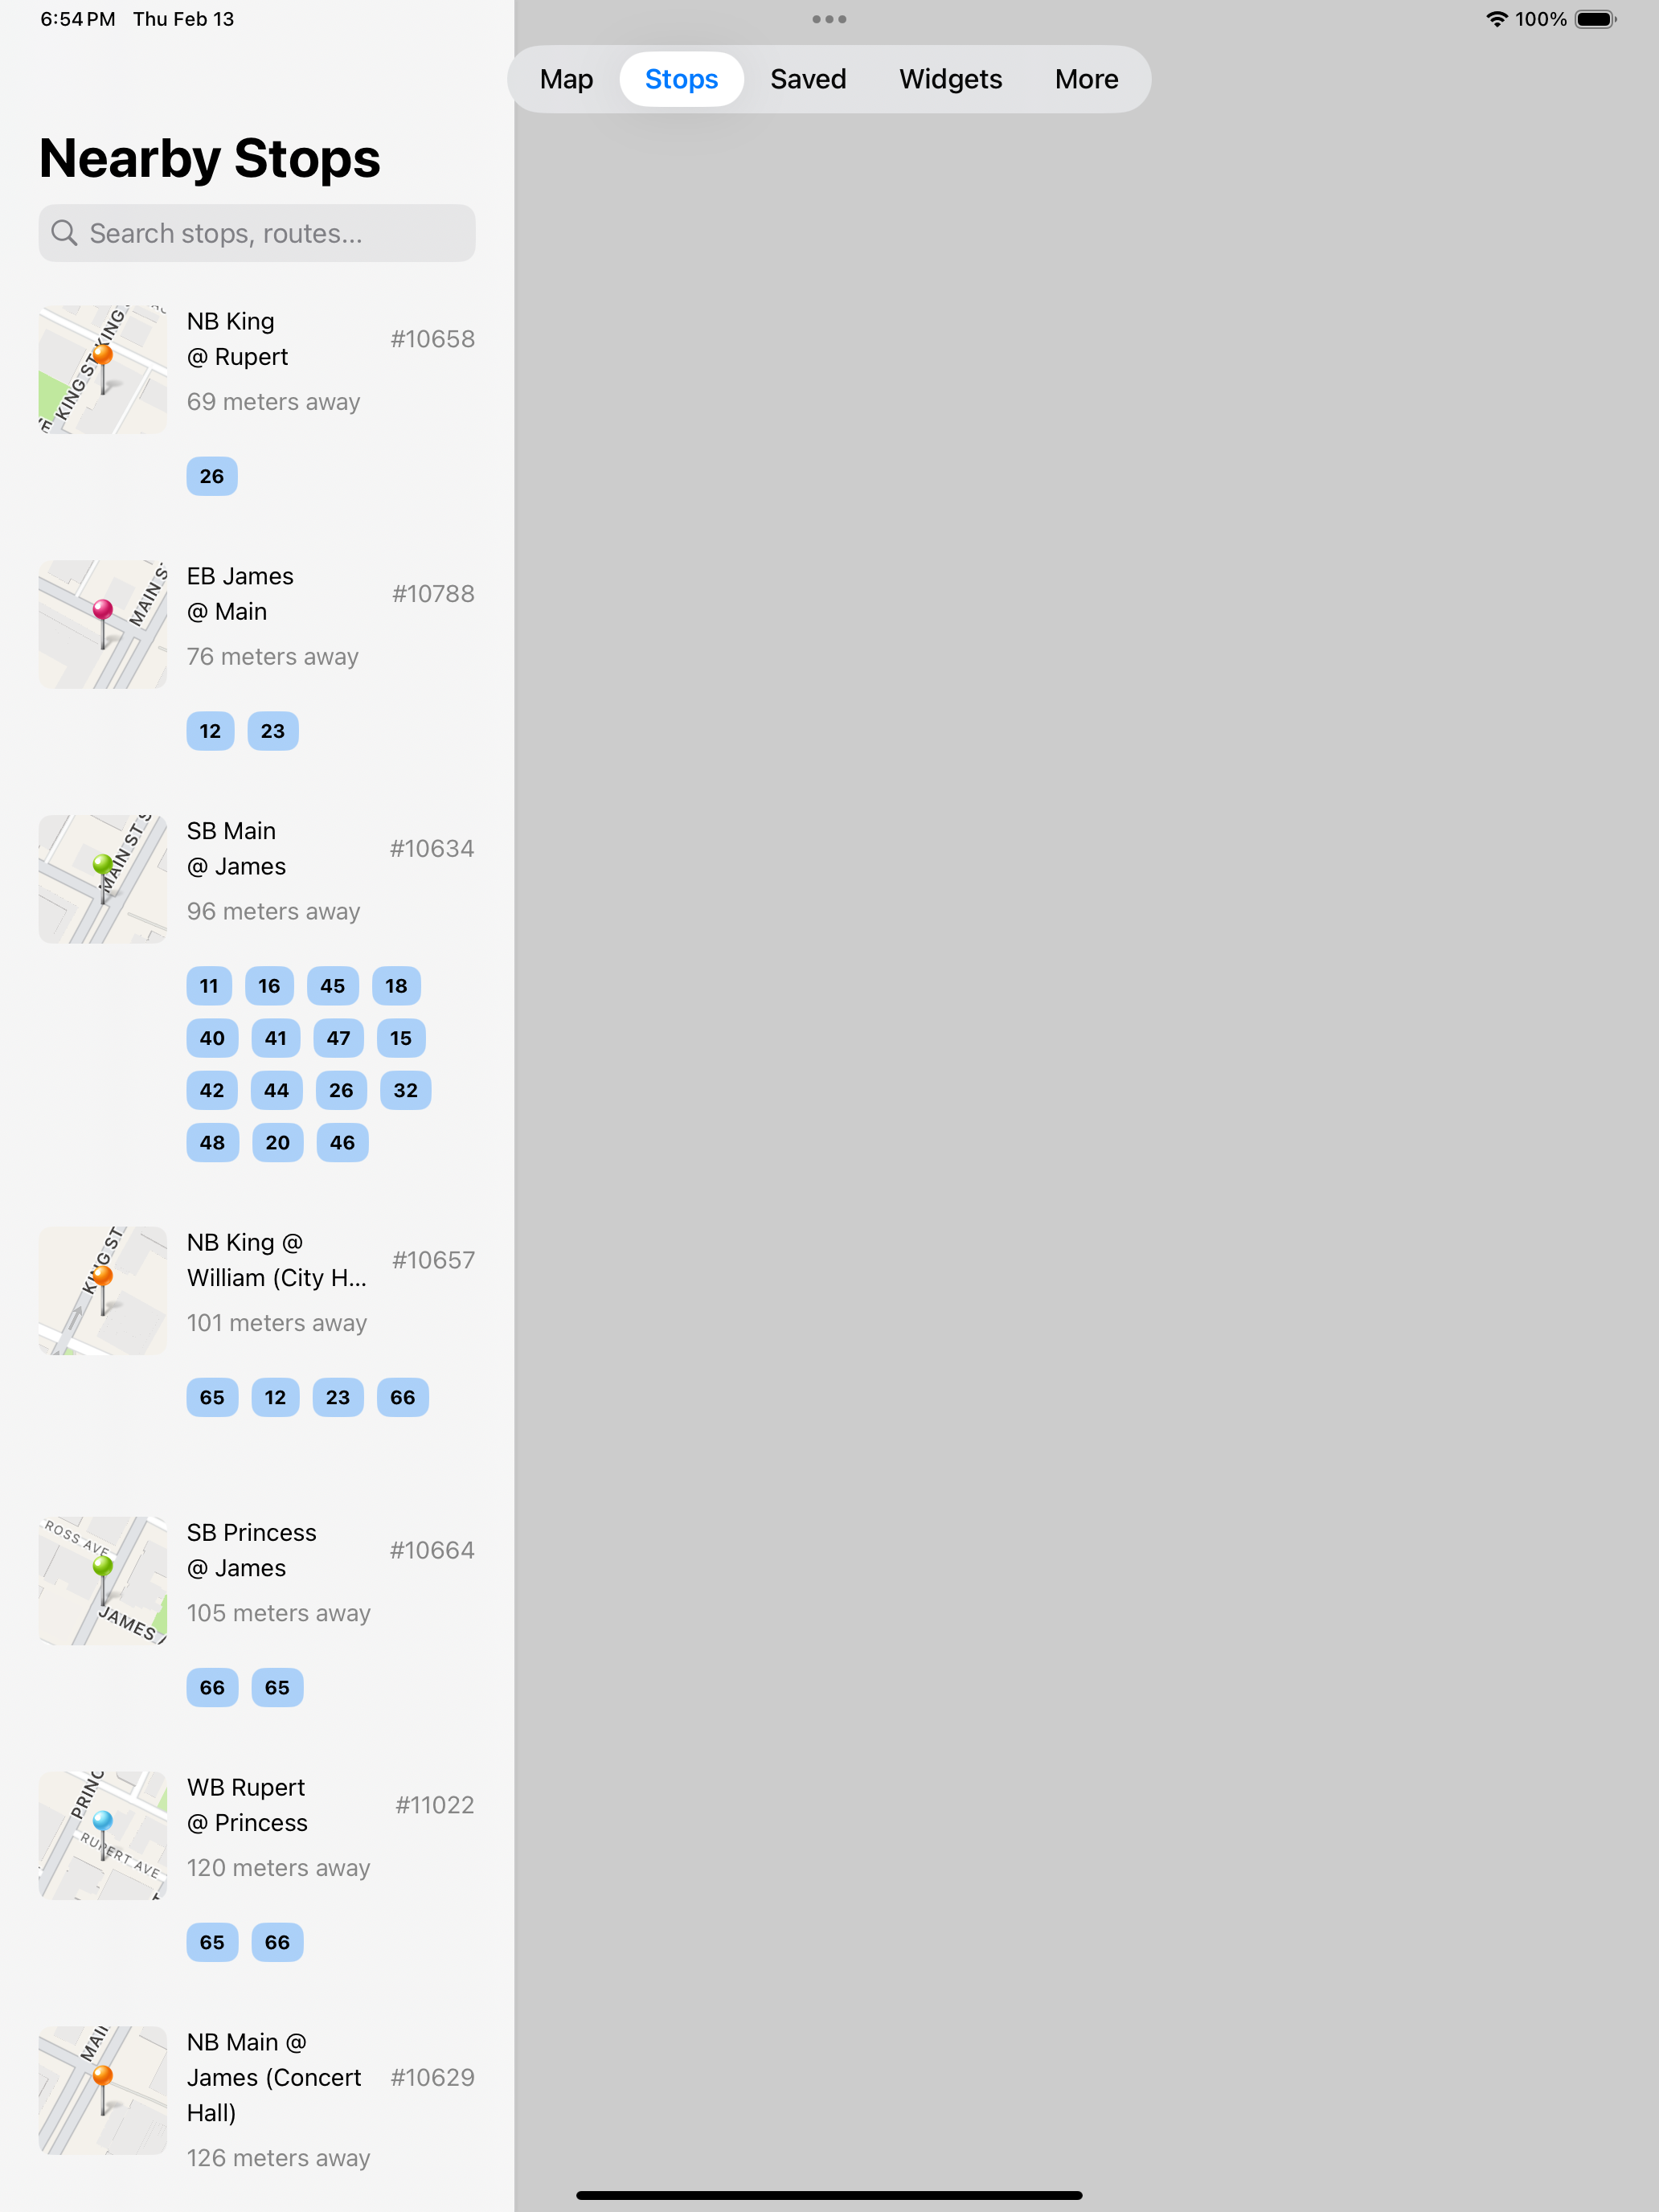 6:54 PM Thu Feb 13
100%
Map Stops Saved Widgets More
Nearby Stops
Search stops, routes...
KING ST KING
NB King
@ Rupert
#10658
69 meters away
26
MAIN S
EB James
@ Main
#10788
76 meters away
12 23
MAIN ST S
SB Main
@ James
#10634
96 meters away
11 16 45 18
40 41 47 15
42 44 26 32
48 20 46
KING ST
NB King @
William (City H...
#10657
101 meters away
65 12 23 66
ROSS AVE
JAMES
SB Princess
@ James
#10664
105 meters away
66 65
PRINC
RUPERT AVE
WB Rupert
@ Princess
#11022
120 meters away
65 66
MAI
NB Main @
James (Concert
Hall)
#10629
126 meters away